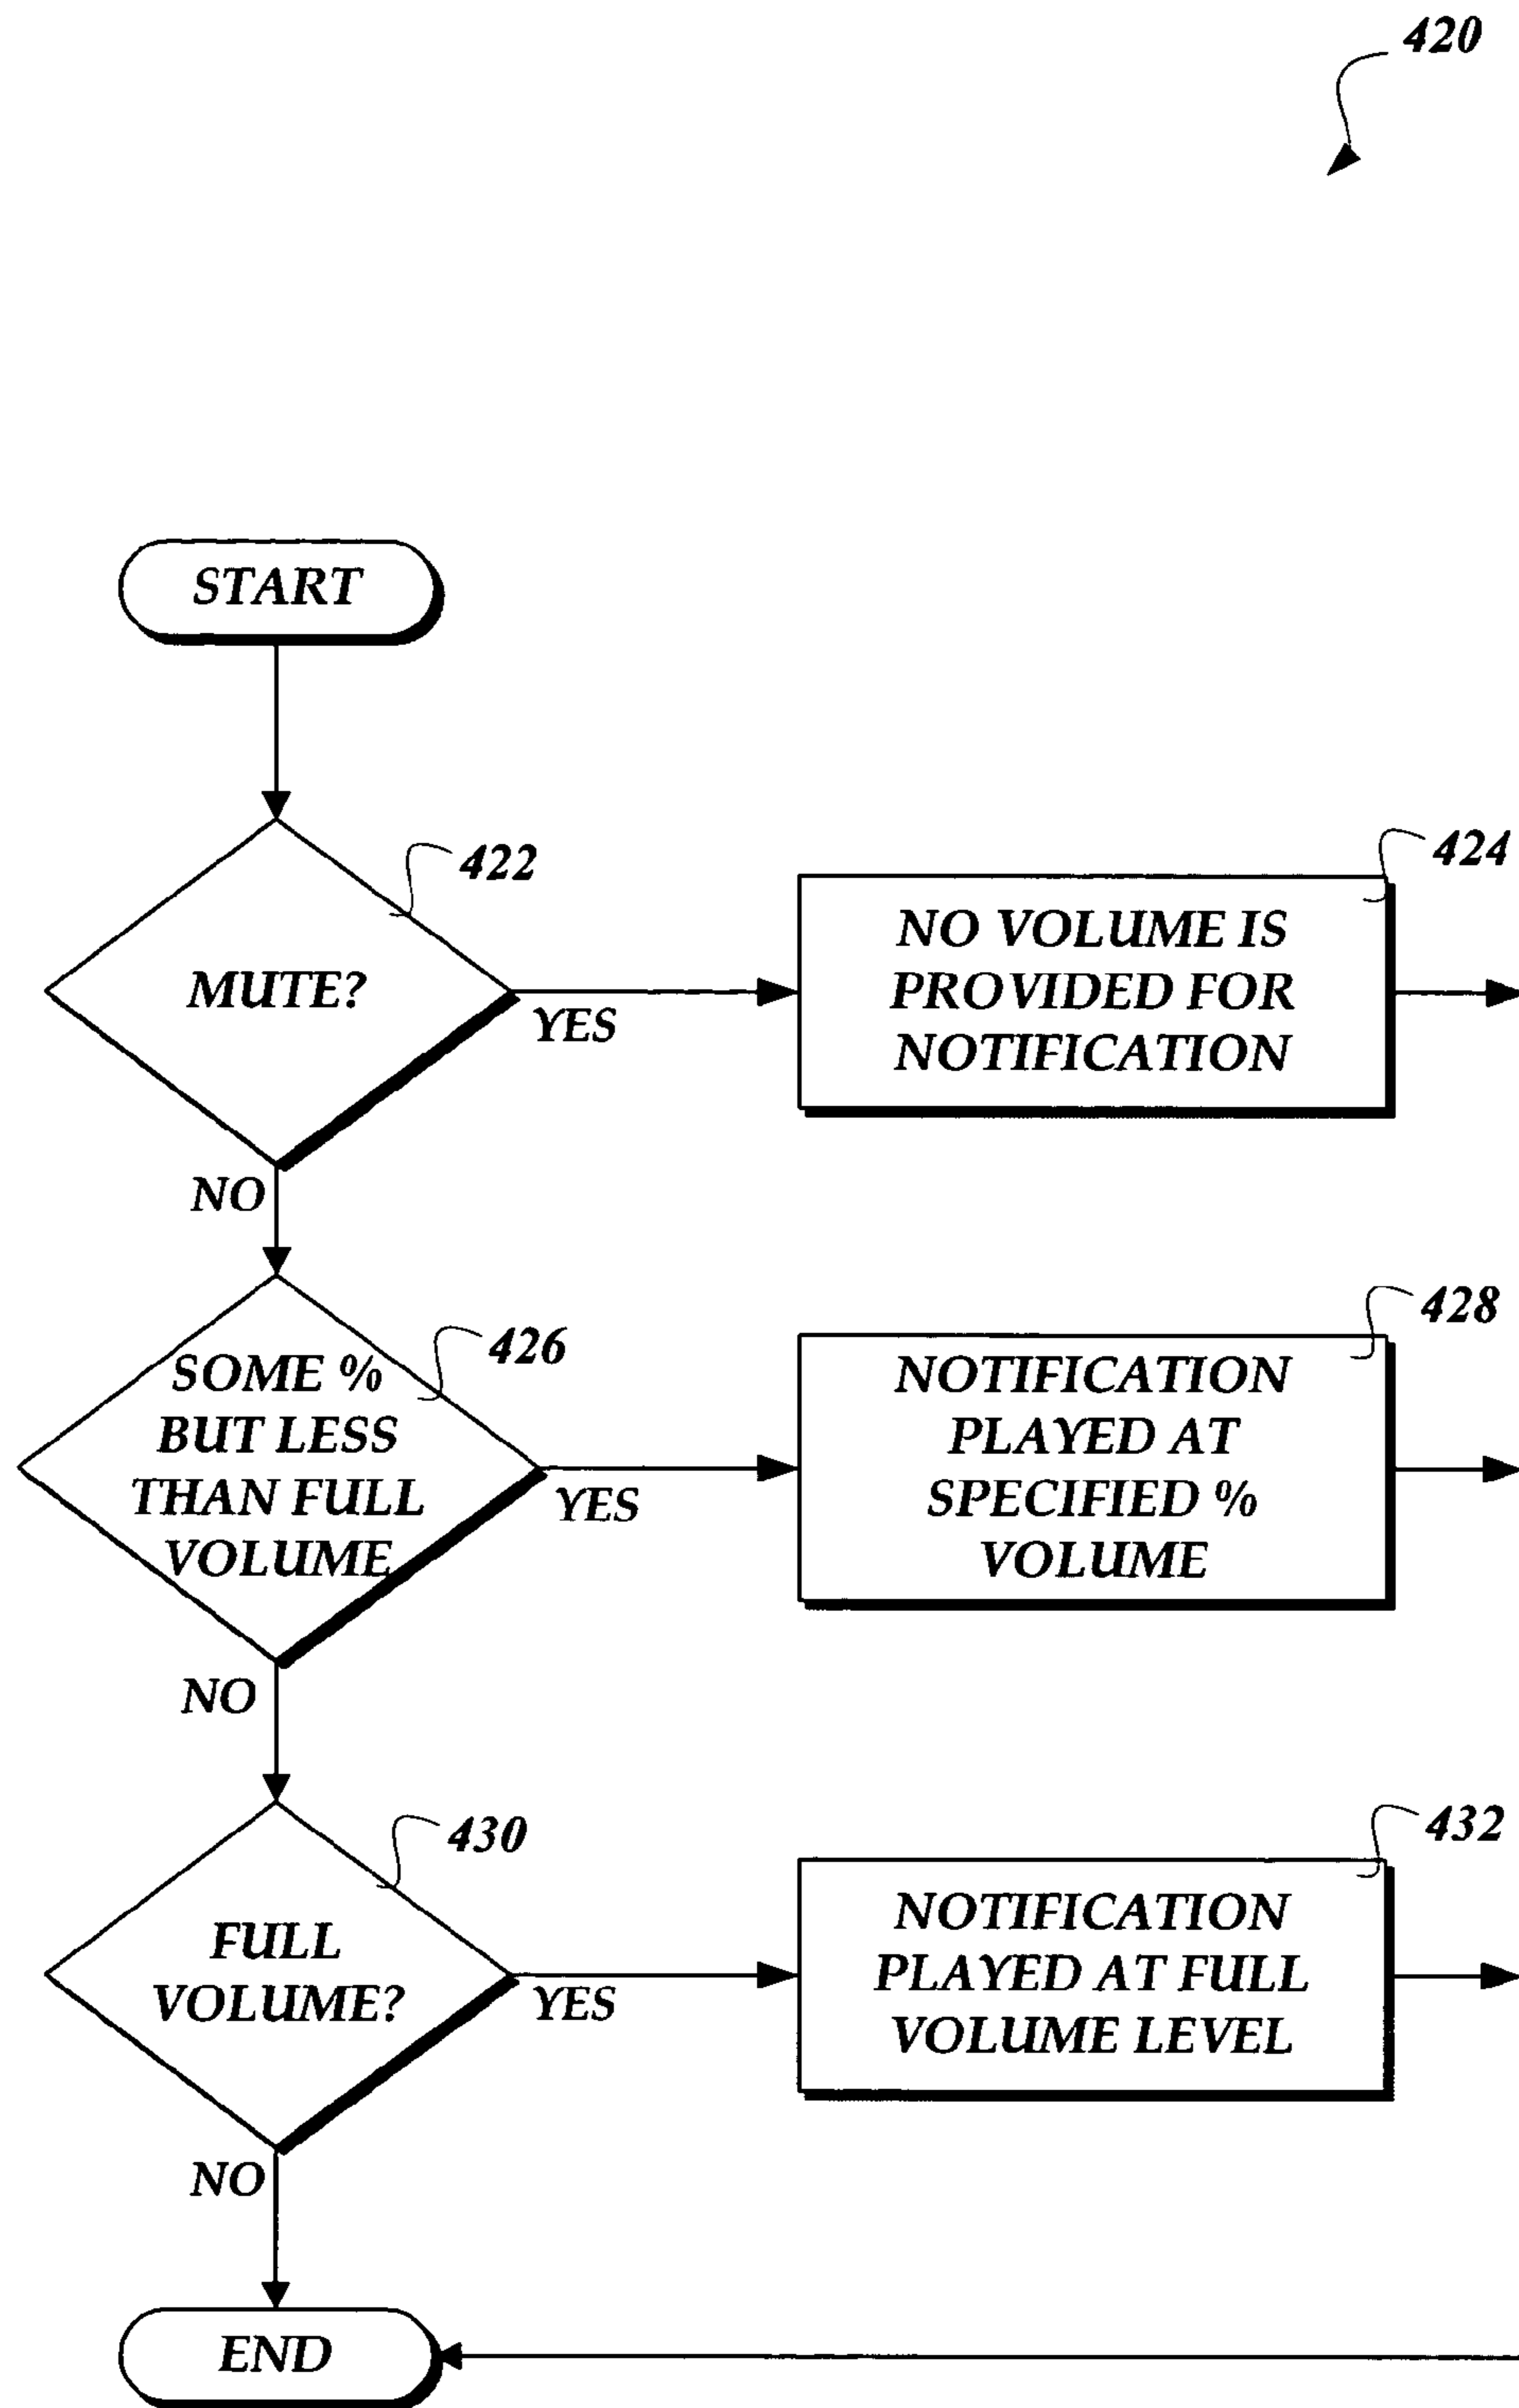 420
START
422
MUTE?
YES
NO
424
NO VOLUME IS
PROVIDED FOR
NOTIFICATION
426
SOME %
BUT LESS
THAN FULL
VOLUME
YES
NO
428
NOTIFICATION
PLAYED AT
SPECIFIED %
VOLUME
430
FULL
VOLUME?
YES
NO
432
NOTIFICATION
PLAYED AT FULL
VOLUME LEVEL
END